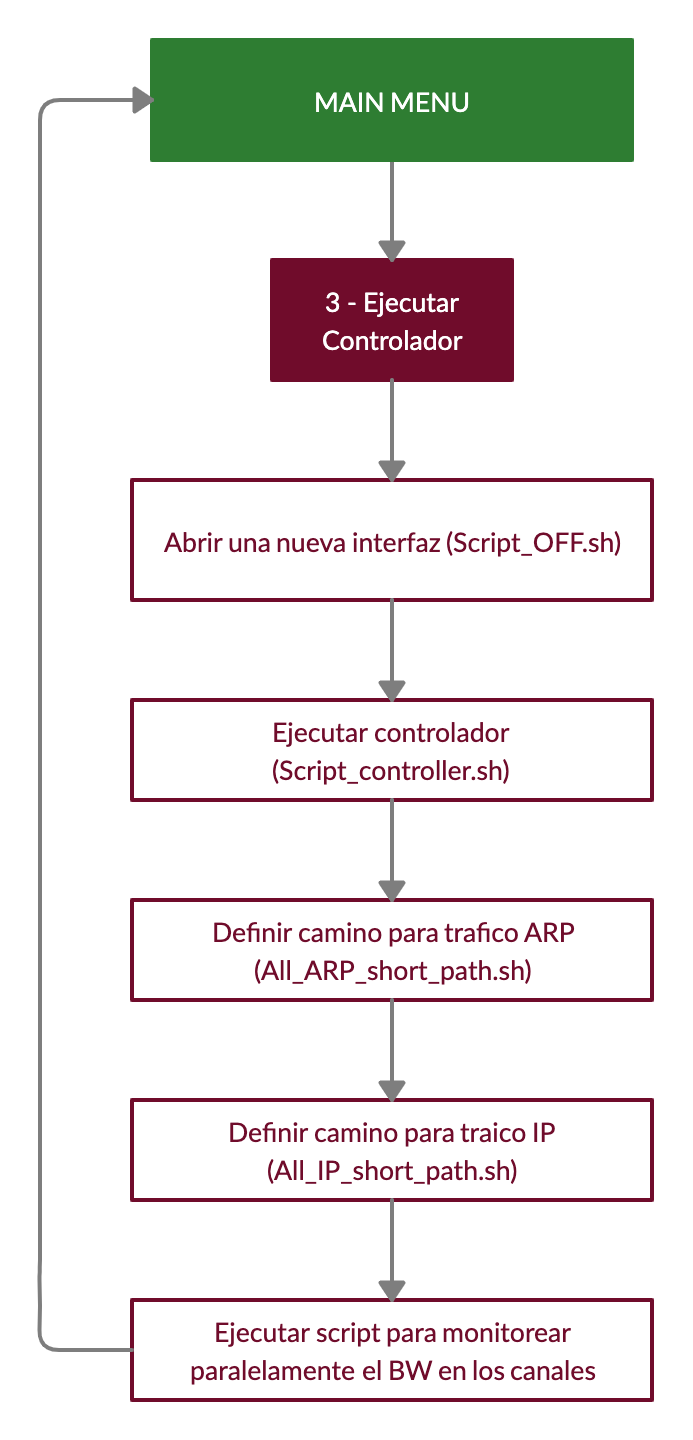 MAIN MENU
3 - Ejecutar
Controlador
Abrir una nueva interfaz (Script_OFF.sh)
Ejecutar controlador
(Script_controller.sh)
Definir camino para trafico ARP
(All_ARP_short_path.sh)
Definir camino para traico IP
(All_IP_short_path.sh)
Ejecutar script para monitorear
paralelamente el BW en los canales